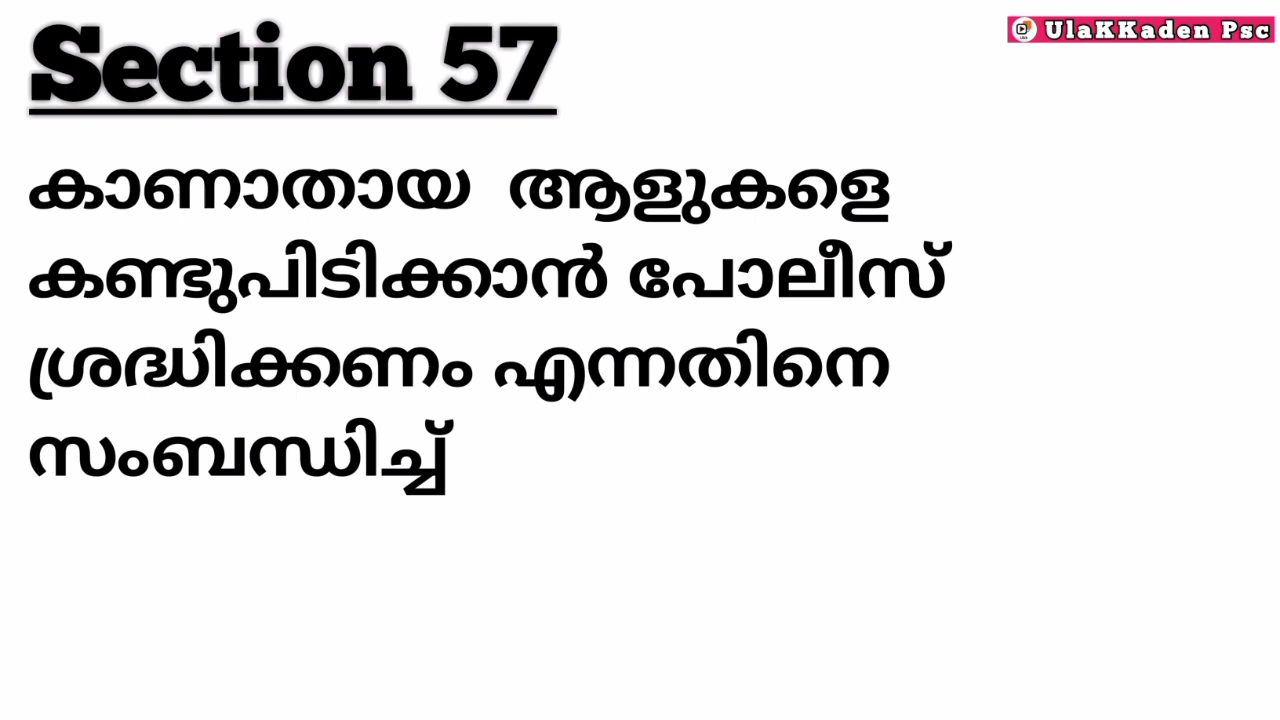 Section 57
UlaKKaden Psc
കാണാതായ ആളുകളെ
കണ്ടുപിടിക്കാൻ പോലീസ്
ശ്രദ്ധിക്കണം എന്നതിനെ
സംബന്ധിച്ച്